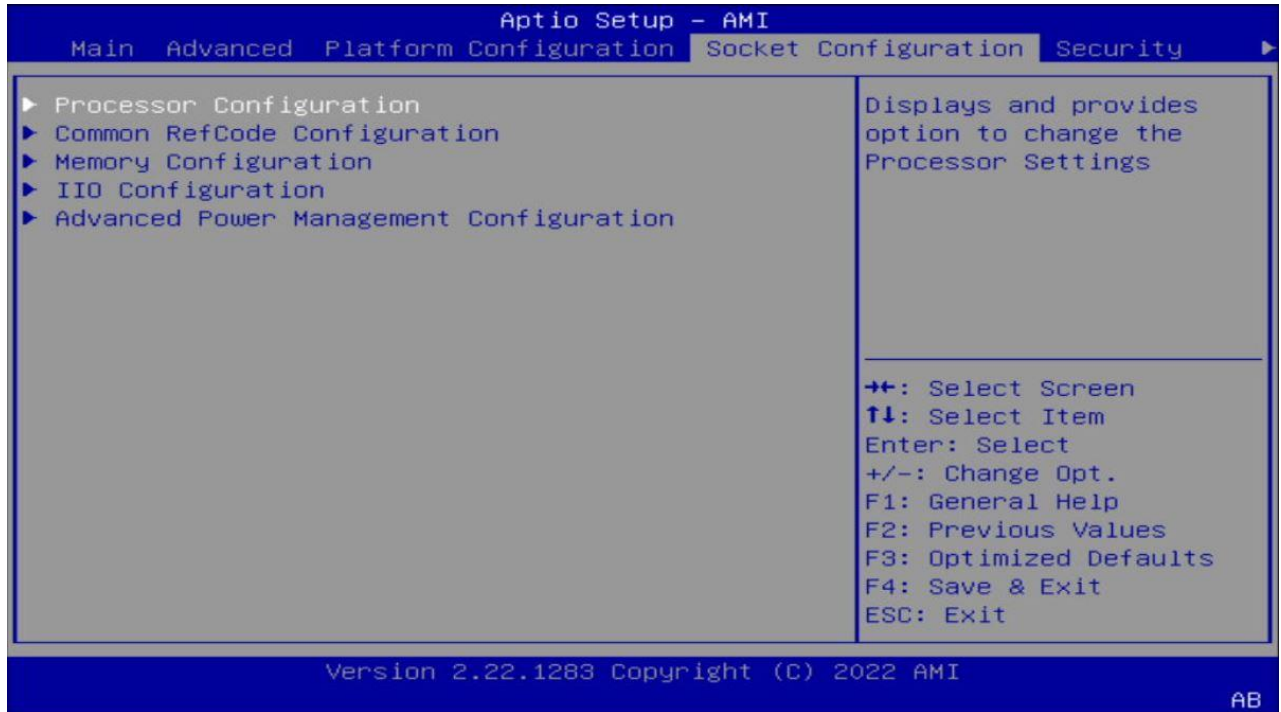 Aptio Setup – AMI
Main Advanced Platform Configuration Socket Configuration Security ▶
▶ Processor Configuration
▶ Common RefCode Configuration
▶ Memory Configuration
▶ IIO Configuration
▶ Advanced Power Management Configuration
Displays and provides
option to change the
Processor Settings
→←: Select Screen
↑↓: Select Item
Enter: Select
+/-: Change Opt.
F1: General Help
F2: Previous Values
F3: Optimized Defaults
F4: Save & Exit
ESC: Exit
Version 2.22.1283 Copyright (C) 2022 AMI
AB